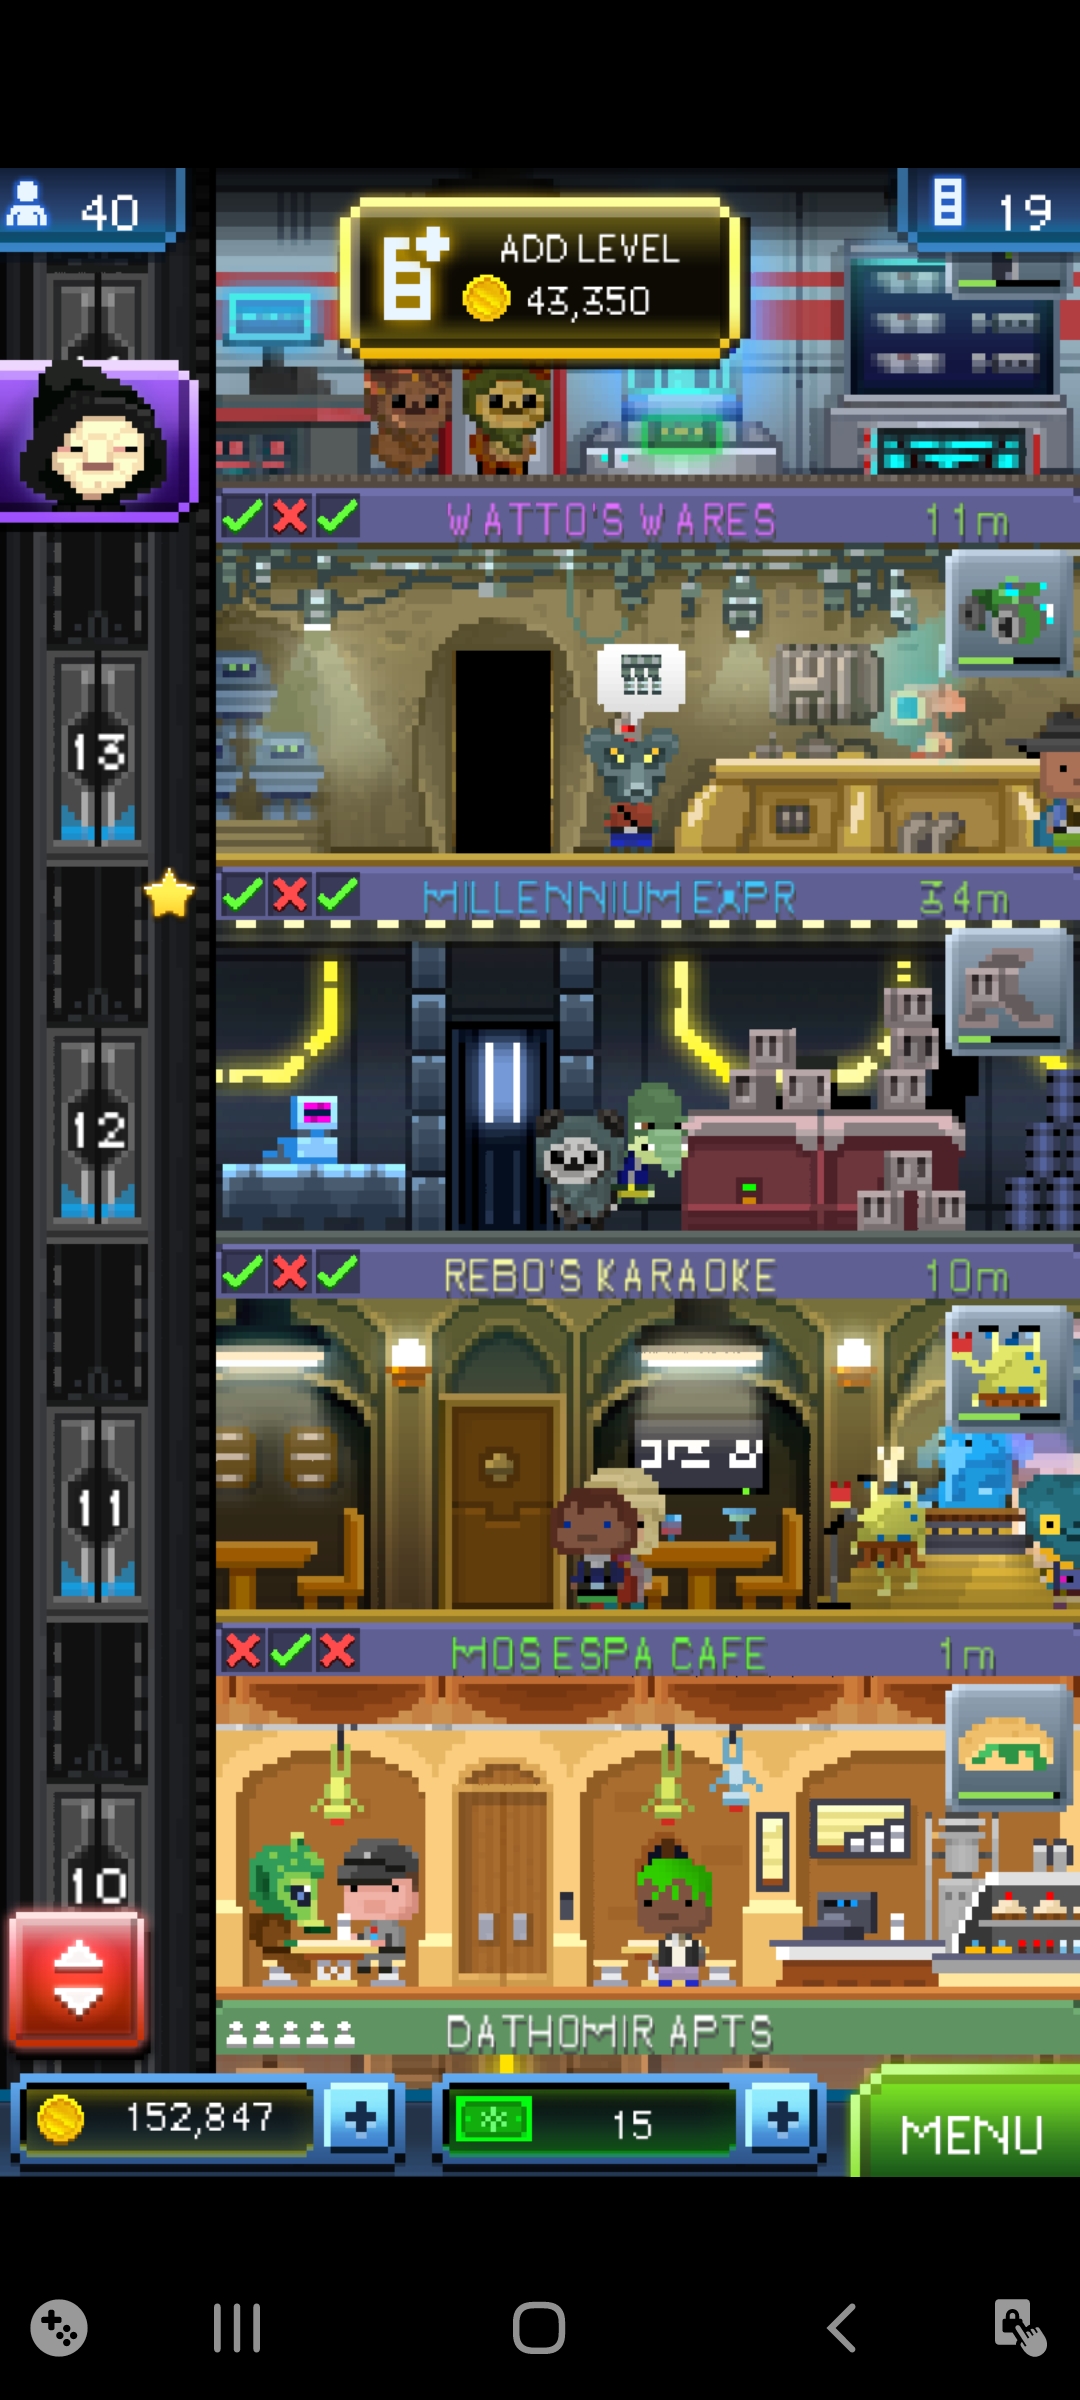 40
ADD LEVEL
43,350
19
WATTO'S WARES 11m
13
MILLENNIUM EXPR 34m
12
REBO'S KARAOKE 10m
11
MOS ESPA CAFE 1m
10
DATHOMIR APTS
152,847
15
MENU